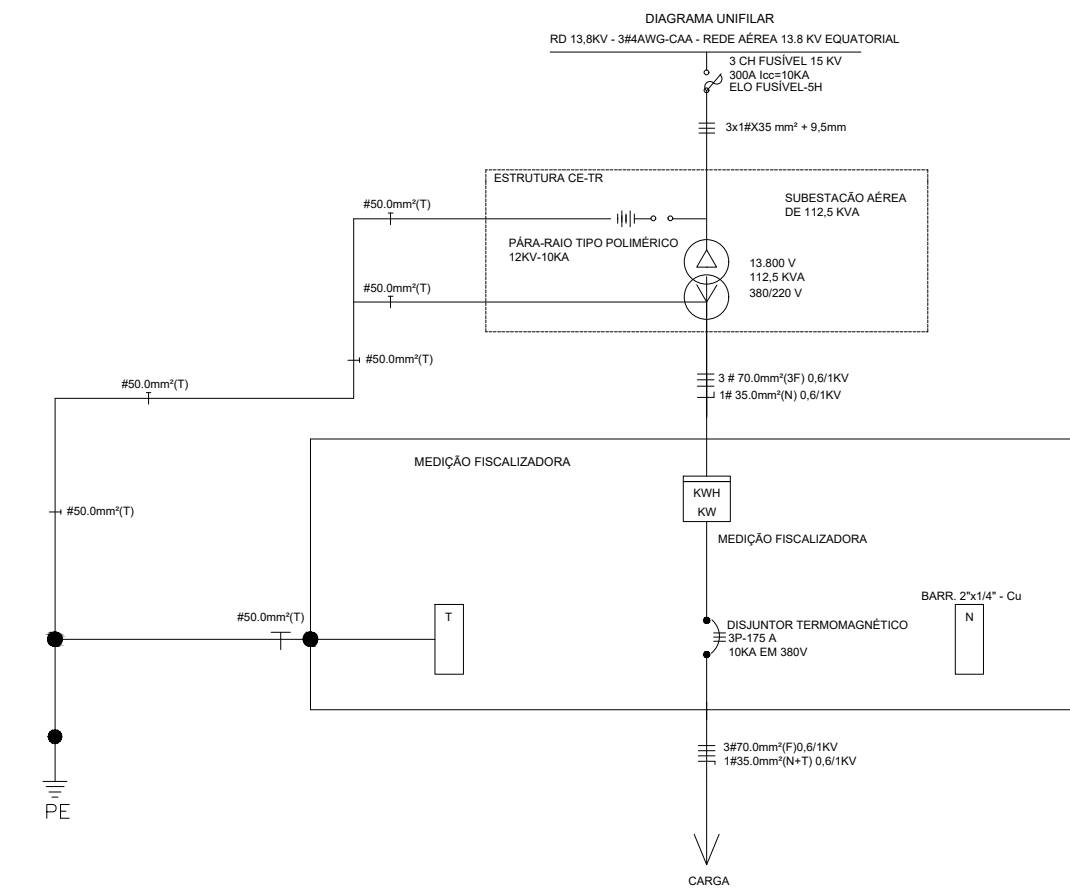 DIAGRAMA UNIFILAR
RD 13,8KV - 3#4AWG-CAA - REDE AÉREA 13.8 KV EQUATORIAL
3 CH FUSÍVEL 15 KV
300A Icc=10KA
ELO FUSÍVEL-5H
3x1#X35 mm² + 9,5mm
ESTRUTURA CE-TR
SUBESTACÃO AÉREA
DE 112,5 KVA
#50.0mm²(T)
PÁRA-RAIO TIPO POLIMÉRICO
12KV-10KA
13.800 V
112,5 KVA
380/220 V
#50.0mm²(T)
#50.0mm²(T)
#50.0mm²(T)
3 # 70.0mm²(3F) 0,6/1KV
1# 35.0mm²(N) 0,6/1KV
MEDIÇÃO FISCALIZADORA
KWH
KW
#50.0mm²(T)
MEDIÇÃO FISCALIZADORA
BARR. 2"x1/4" - Cu
#50.0mm²(T)
T
N
DISJUNTOR TERMOMAGNÉTICO
3P-175 A
10KA EM 380V
3#70.0mm²(F)0,6/1KV
1#35.0mm²(N+T) 0,6/1KV
PE
CARGA